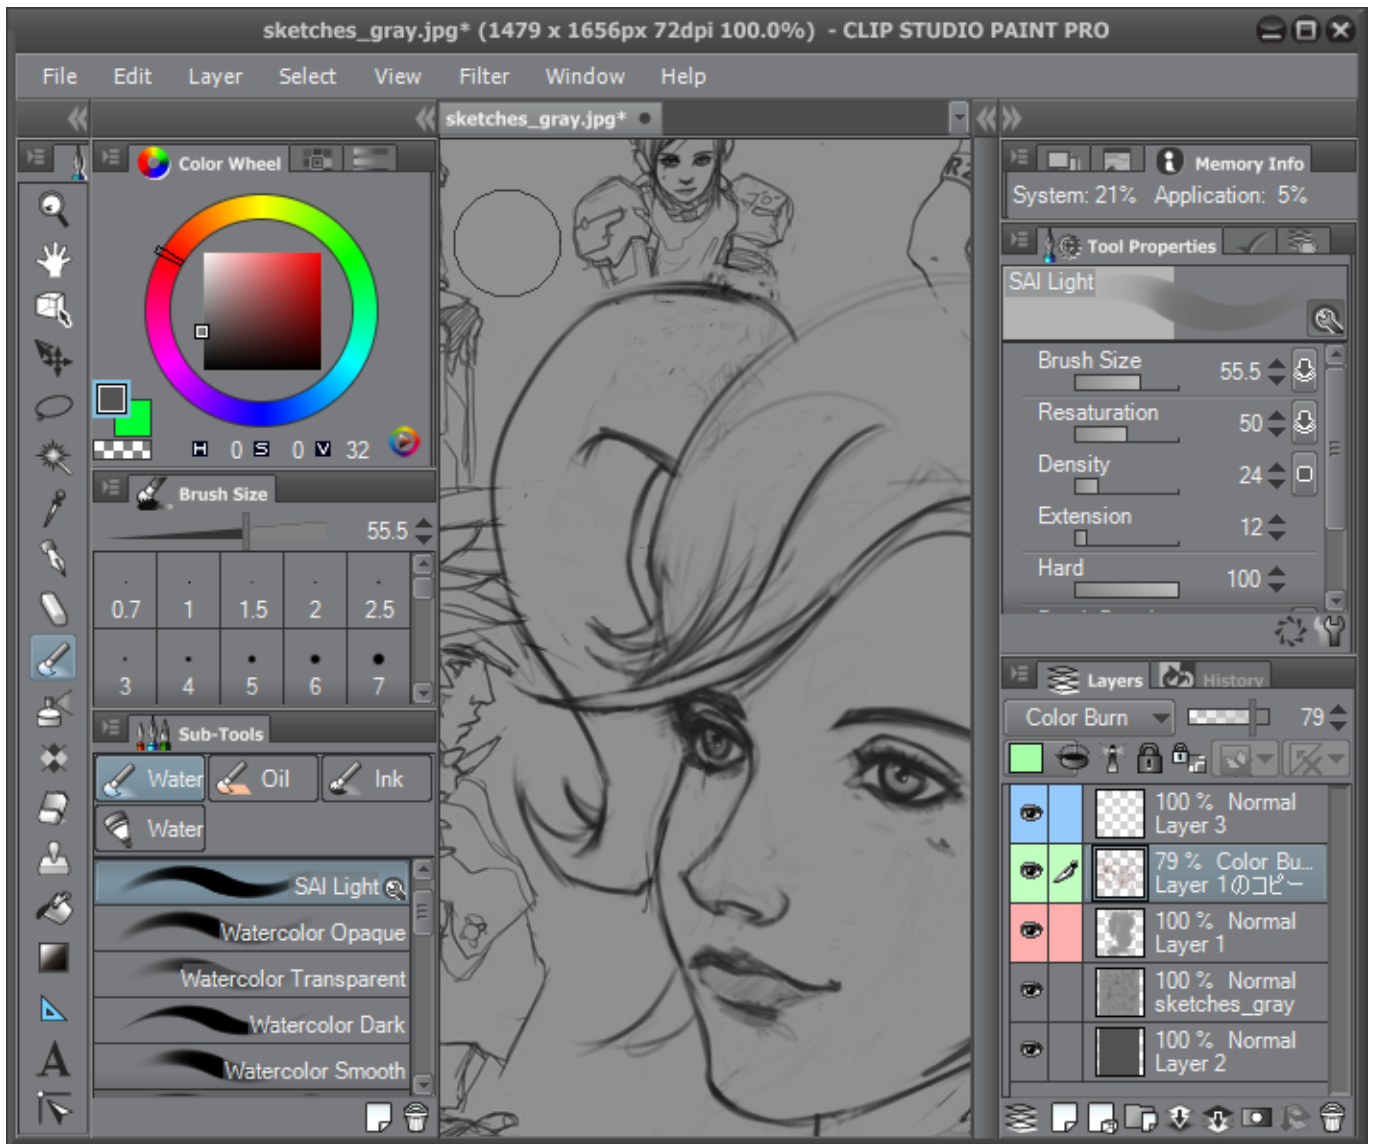 sketches_gray.jpg* (1479 x 1656px 72dpi 100.0%)  - CLIP STUDIO PAINT PRO
File Edit Layer Select View Filter Window Help
sketches_gray.jpg*
Color Wheel
H 0 S 0 V 32
Brush Size
55.5
0.7 1 1.5 2 2.5
3 4 5 6 7
Sub-Tools
Water Oil Ink
Water
SAI Light
Watercolor Opaque
Watercolor Transparent
Watercolor Dark
Watercolor Smooth
Memory Info
System: 21% Application: 5%
Tool Properties
SAI Light
Brush Size 55.5
Resaturation 50
Density 24
Extension 12
Hard 100
Layers History
Color Burn 79
100 % Normal
Layer 3
79 % Color Bu...
Layer 1のコピー
100 % Normal
Layer 1
100 % Normal
sketches_gray
100 % Normal
Layer 2